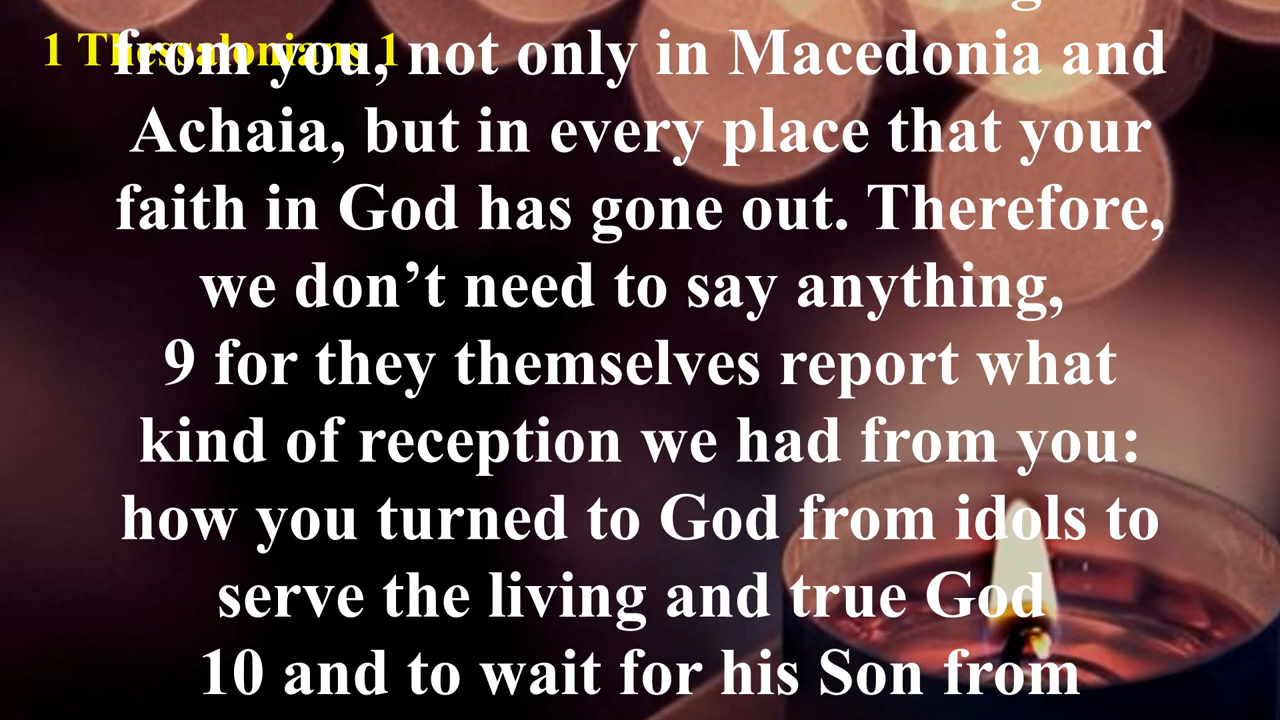 1 Thessalonians 1
from you, not only in Macedonia and
Achaia, but in every place that your
faith in God has gone out. Therefore,
we don’t need to say anything,
9 for they themselves report what
kind of reception we had from you:
how you turned to God from idols to
serve the living and true God
10 and to wait for his Son from